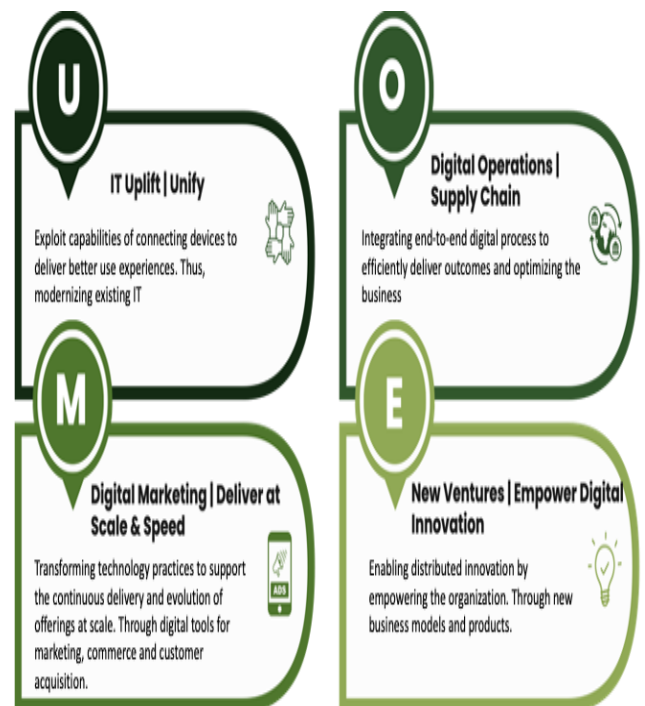 U
IT Uplift | Unify
Exploit capabilities of connecting devices to
deliver better use experiences. Thus,
modernizing existing IT
O
Digital Operations |
Supply Chain
Integrating end-to-end digital process to
efficiently deliver outcomes and optimizing the
business
M
Digital Marketing | Deliver at
Scale & Speed
Transforming technology practices to support
the continuous delivery and evolution of
offerings at scale. Through digital tools for
marketing, commerce and customer
acquisition.
ADS
E
New Ventures | Empower Digital
Innovation
Enabling distributed innovation by
empowering the organization. Through new
business models and products.